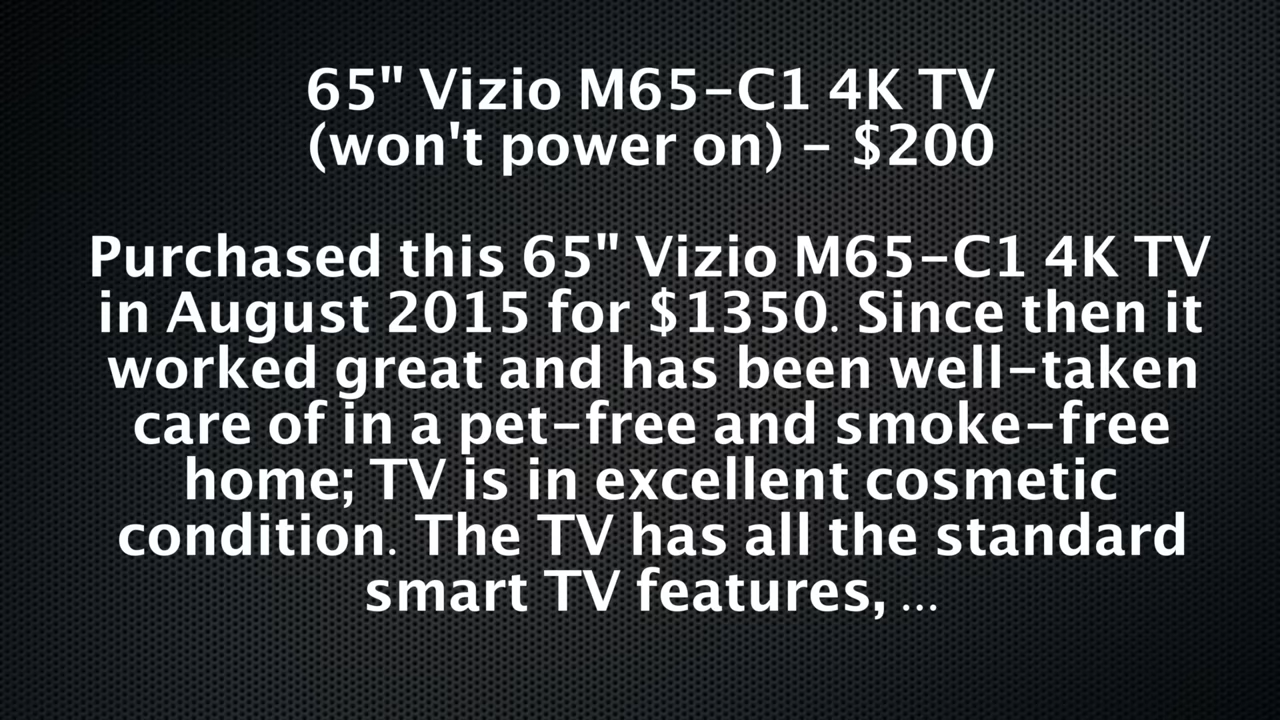 65" Vizio M65-C1 4K TV
(won't power on) - $200
Purchased this 65" Vizio M65-C1 4K TV
in August 2015 for $1350. Since then it
worked great and has been well-taken
care of in a pet-free and smoke-free
home; TV is in excellent cosmetic
condition. The TV has all the standard
smart TV features, ...